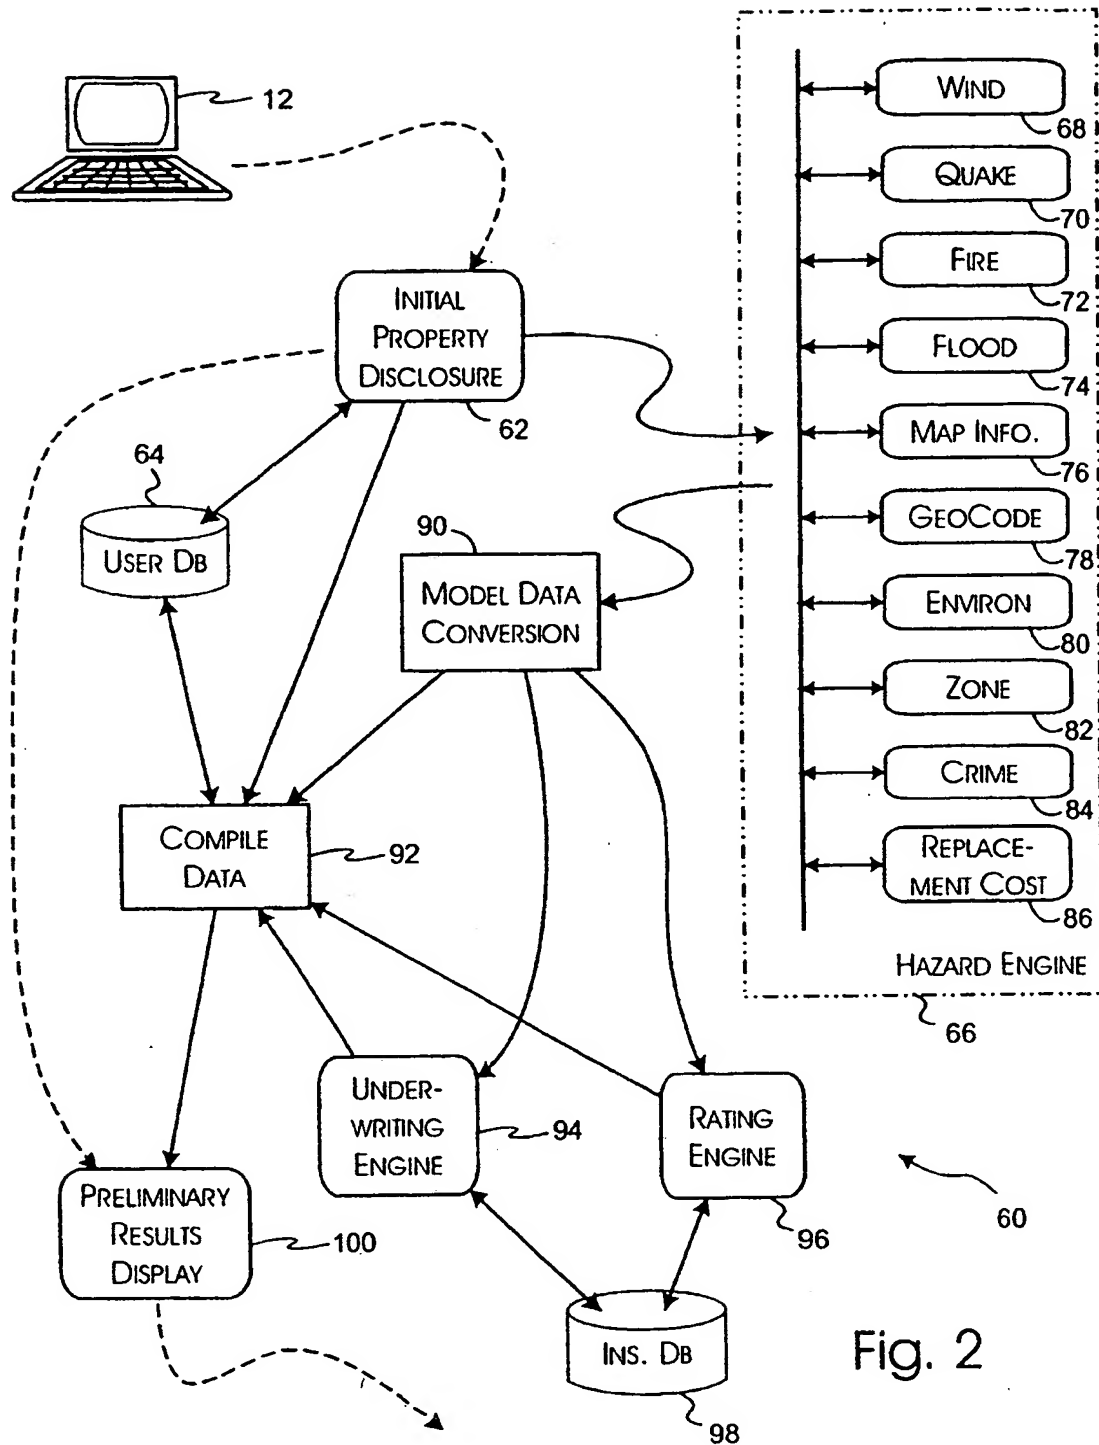 12
WIND
68
QUAKE
70
FIRE
72
FLOOD
74
MAP INFO.
76
GEOCODE
78
ENVIRON
80
ZONE
82
CRIME
84
REPLACE-
MENT COST
86
HAZARD ENGINE
66
INITIAL
PROPERTY
DISCLOSURE
62
64
USER DB
90
MODEL DATA
CONVERSION
COMPILE
DATA
92
UNDER-
WRITING
ENGINE
94
RATING
ENGINE
96
60
PRELIMINARY
RESULTS
DISPLAY
100
INS. DB
98
Fig. 2